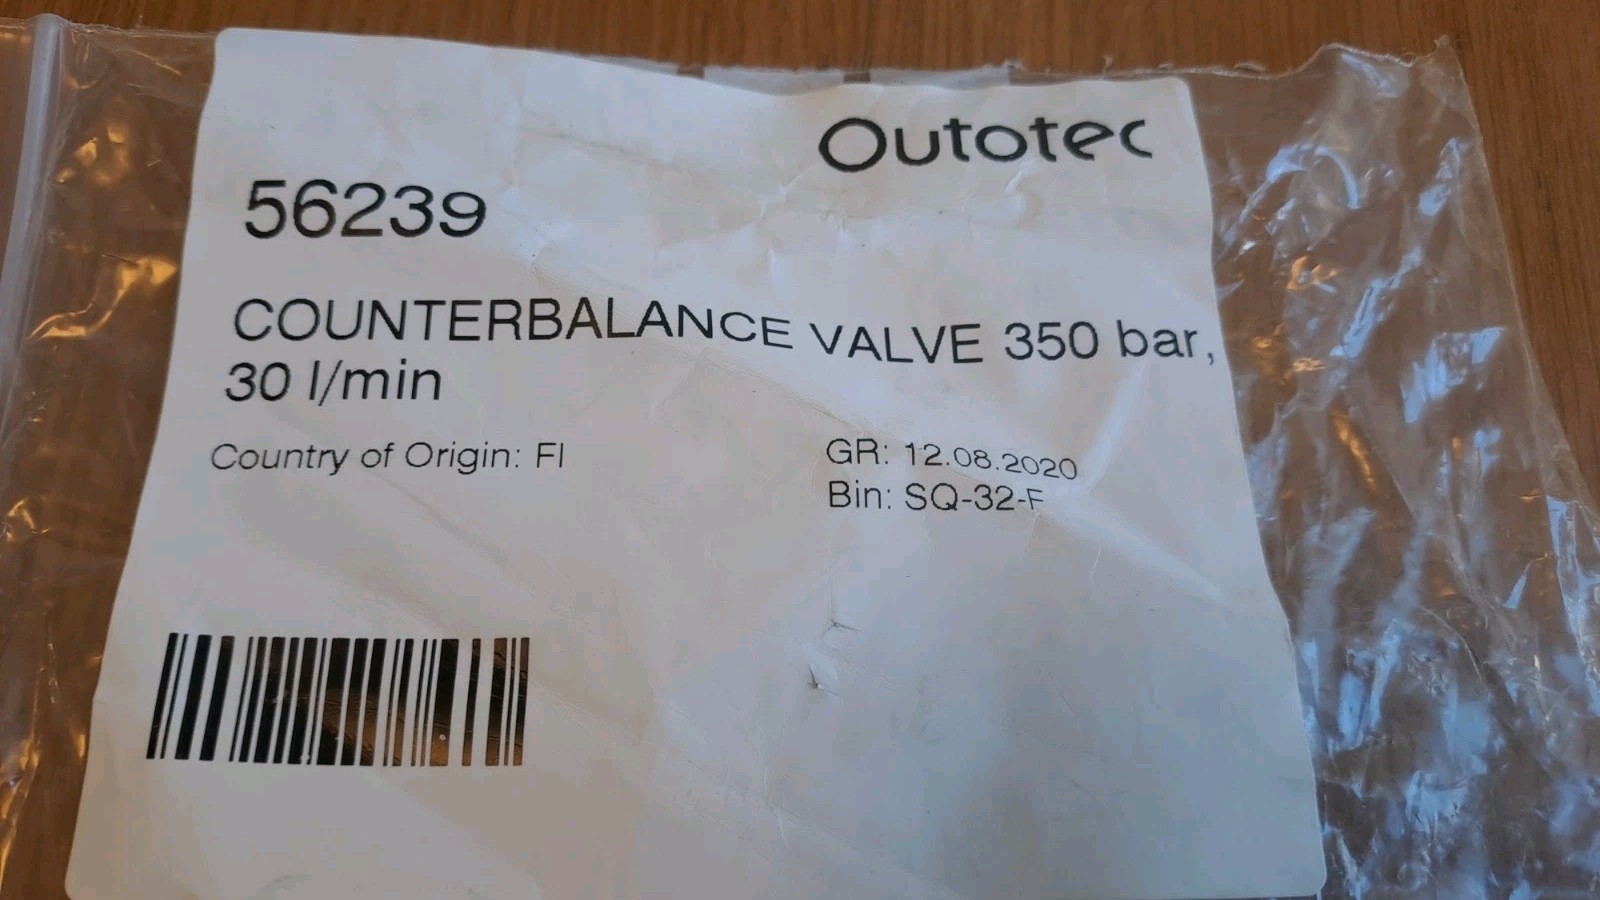 Outotec
56239
COUNTERBALANCE VALVE 350 bar,
30 l/min
Country of Origin: FI
GR: 12.08.2020
Bin: SQ-32-F